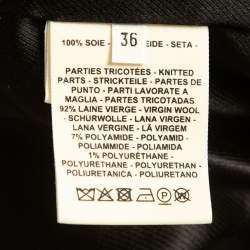 100% SOIE - EIDE - SETA -
36
PARTIES TRICOTÉES - KNITTED
PARTS - STRICKTEILE - PARTES DE
PUNTO - PARTI LAVORATE A
MAGLIA - PARTES TRICOTADAS
92% LAINE VIERGE - VIRGIN WOOL
- SCHURWOLLE - LANA VIRGEN -
LANA VERGINE - LÃ VIRGEM
7% POLYAMIDE - POLYAMID -
POLIAMMIDE - POLIAMIDA
1% POLYURÉTHANE -
POLYURETHANE - POLYURETHAN -
POLIURETANICA - POLIURETANO
P